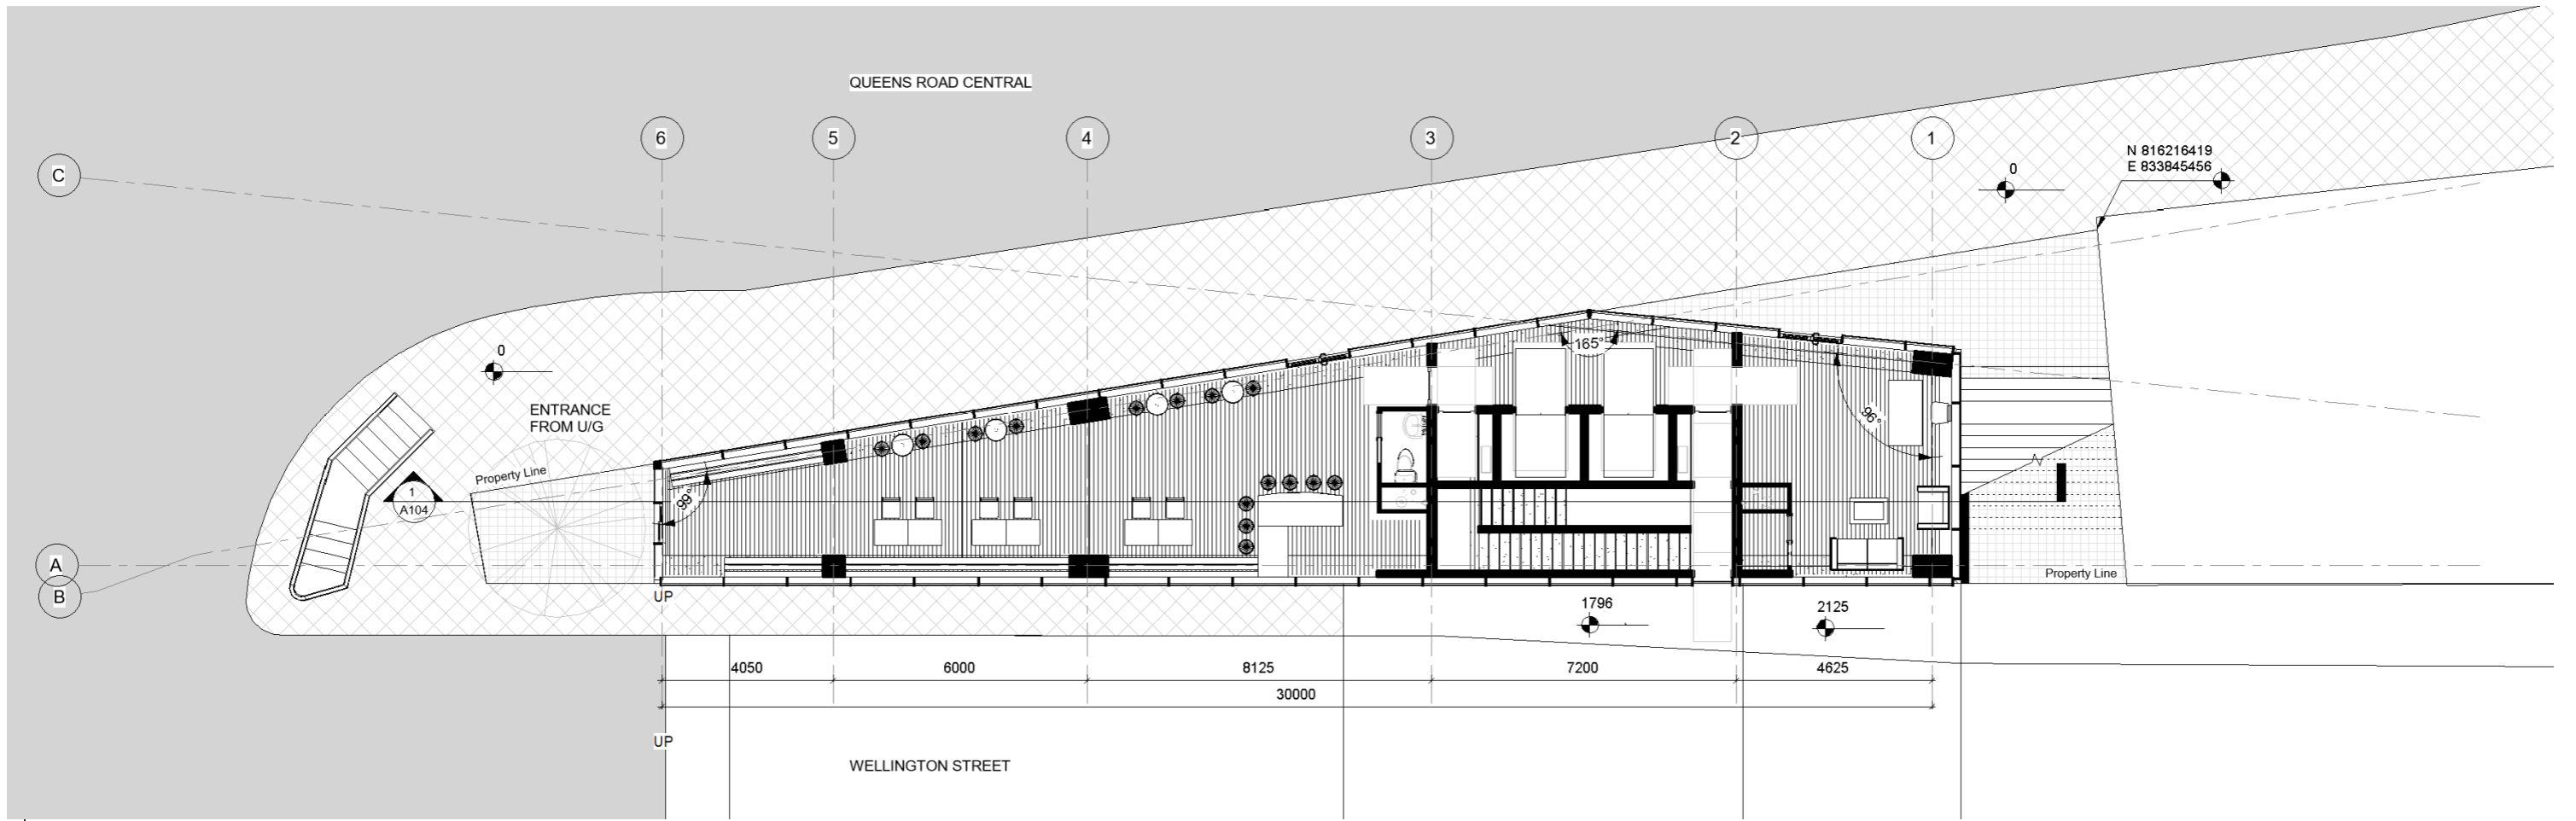 QUEENS ROAD CENTRAL
6
5
4
3
2
1
C
N 816216419
E 833845456
0
165°
0
ENTRANCE
FROM U/G
96°
Property Line
1
A104
99°
A
B
Property Line
UP
1796
2125
4050
6000
8125
7200
4625
30000
UP
WELLINGTON STREET